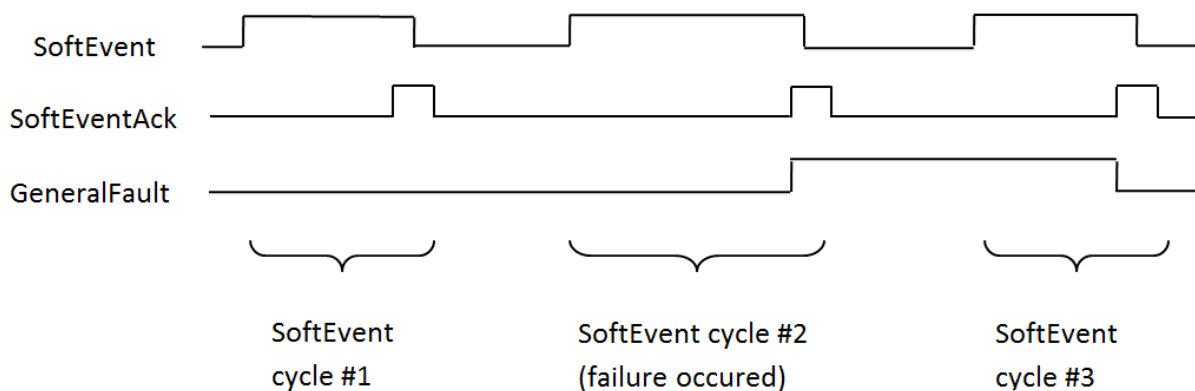 SoftEvent
SoftEventAck
GeneralFault
SoftEvent
cycle #1
SoftEvent cycle #2
(failure occured)
SoftEvent
cycle #3